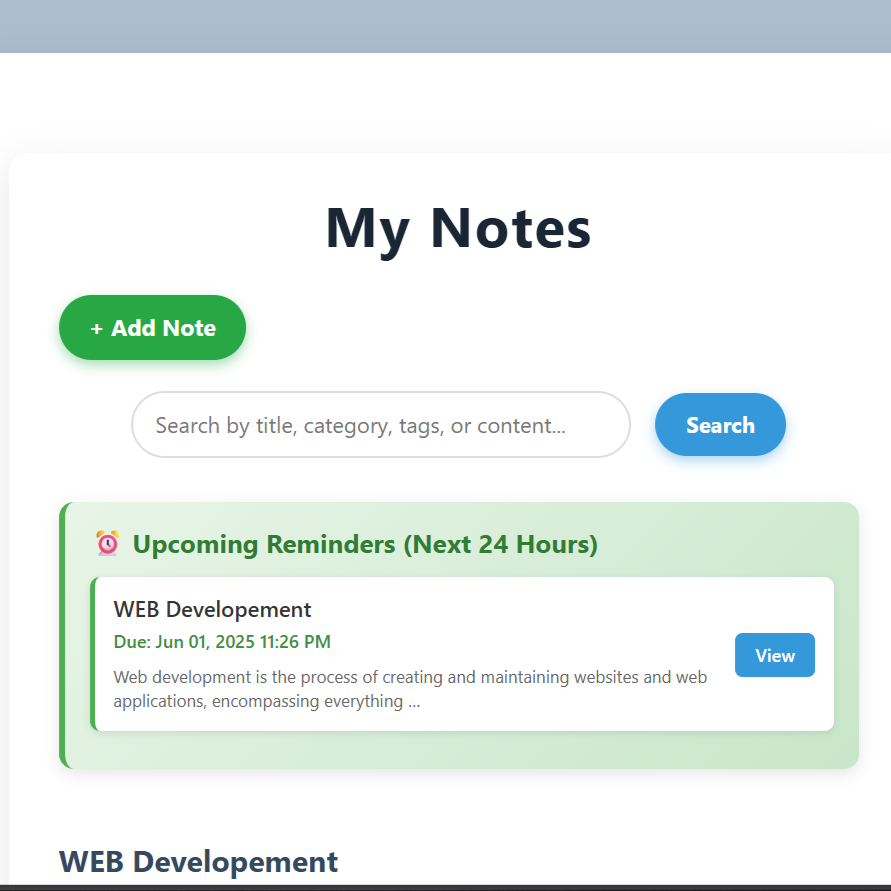 My Notes
+ Add Note
Search by title, category, tags, or content...
Search
Upcoming Reminders (Next 24 Hours)
WEB Developement
Due: Jun 01, 2025 11:26 PM
Web development is the process of creating and maintaining websites and web
applications, encompassing everything ...
View
WEB Developement